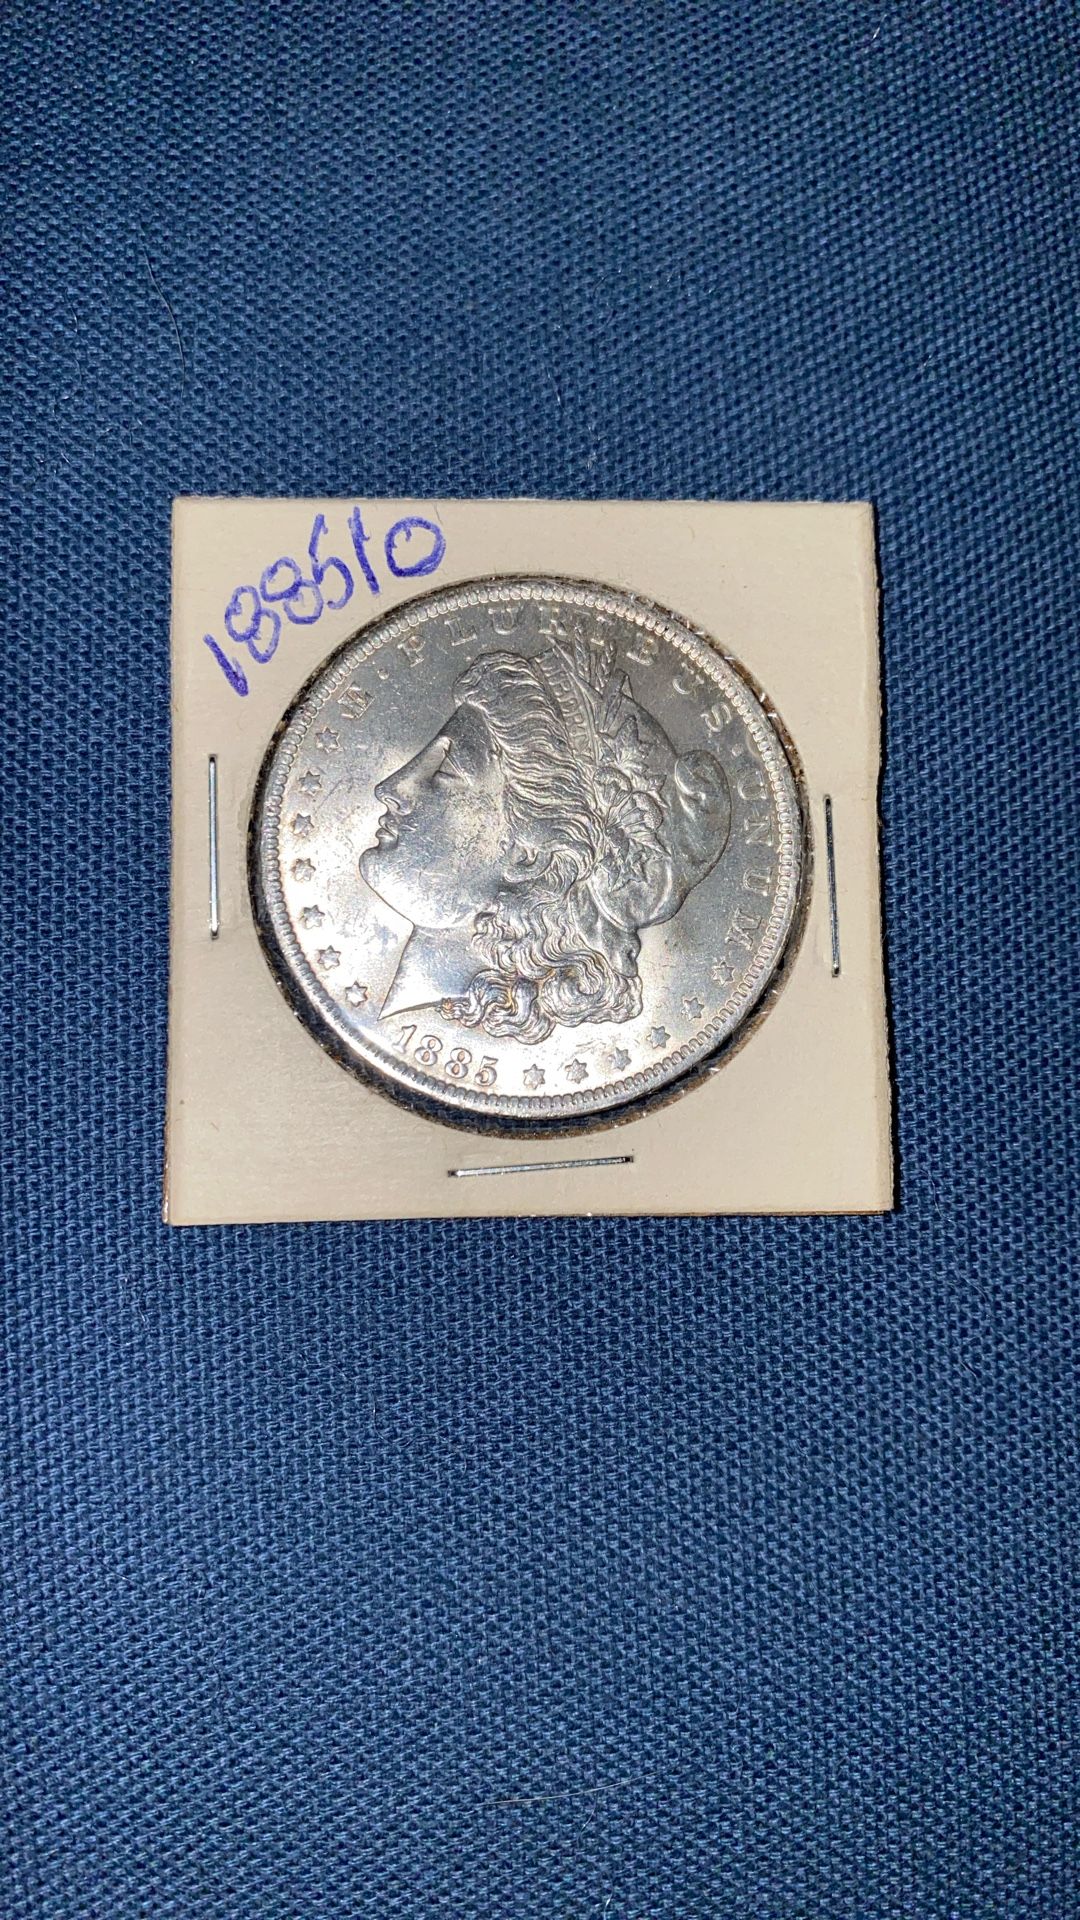 1885/O
E · PLURIBUS · UNUM
LIBERTY
1885